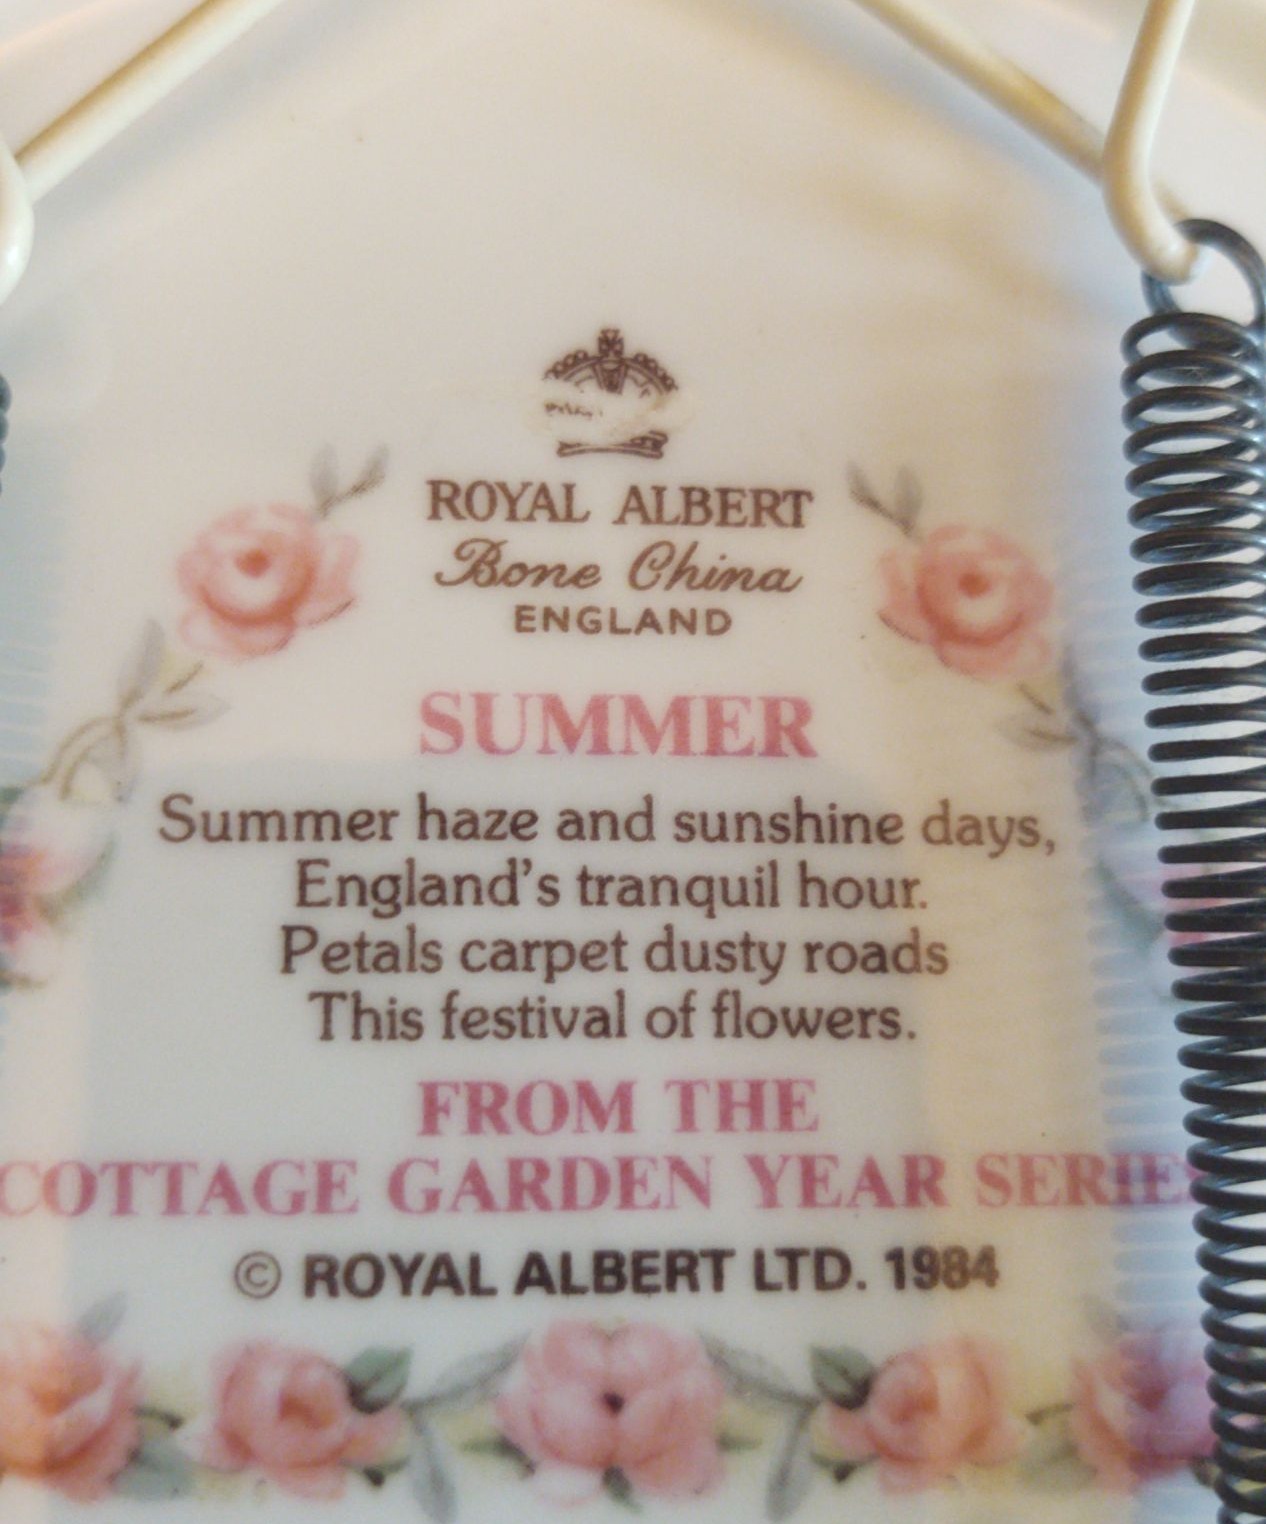 ROYAL ALBERT
Bone China
ENGLAND
SUMMER
Summer haze and sunshine days,
England's tranquil hour.
Petals carpet dusty roads
This festival of flowers.
FROM THE
COTTAGE GARDEN YEAR SERIES
© ROYAL ALBERT LTD. 1984